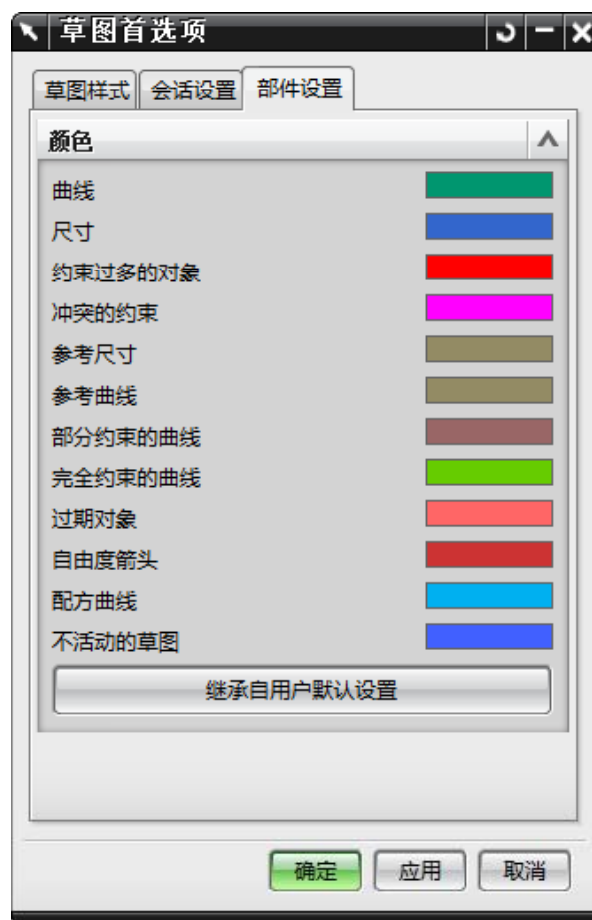 草图首选项
草图样式 会话设置 部件设置
颜色
曲线
尺寸
约束过多的对象
冲突的约束
参考尺寸
参考曲线
部分约束的曲线
完全约束的曲线
过期对象
自由度箭头
配方曲线
不活动的草图
继承自用户默认设置
确定 应用 取消